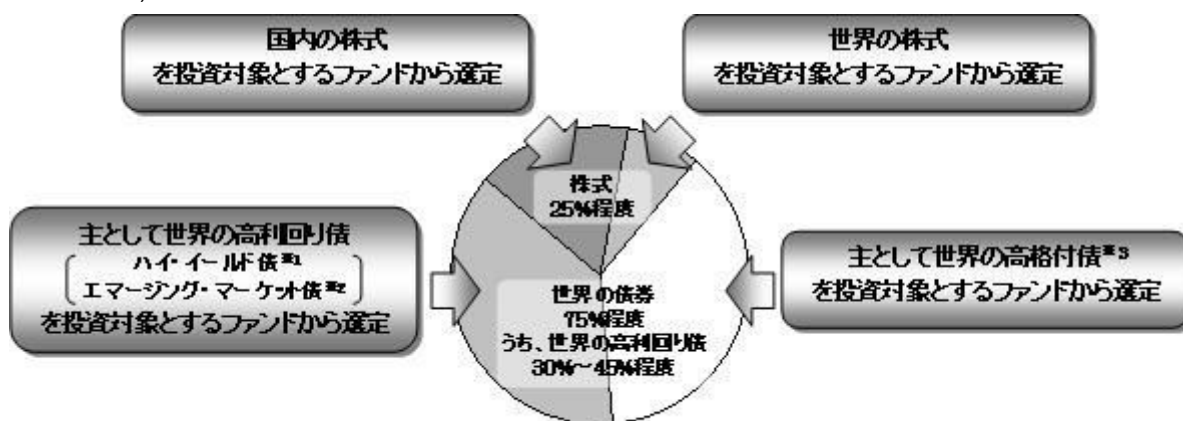 国内の株式
を投資対象とするファンドから選定
世界の株式
を投資対象とするファンドから選定
株式
25%程度
主として世界の高利回り債
ハイ・イールド債※1
エマージング・マーケット債※2
を投資対象とするファンドから選定
世界の債券
75%程度
うち、世界の高利回り債
30%～45%程度
主として世界の高格付債※3
を投資対象とするファンドから選定